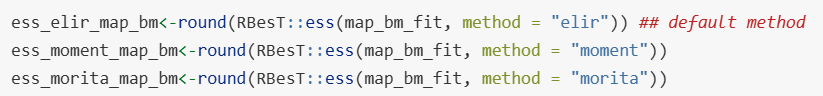 ess_elir_map_bm<-round(RBesT::ess(map_bm_fit, method = "elir")) ## default method
ess_moment_map_bm<-round(RBesT::ess(map_bm_fit, method = "moment"))
ess_morita_map_bm<-round(RBesT::ess(map_bm_fit, method = "morita"))